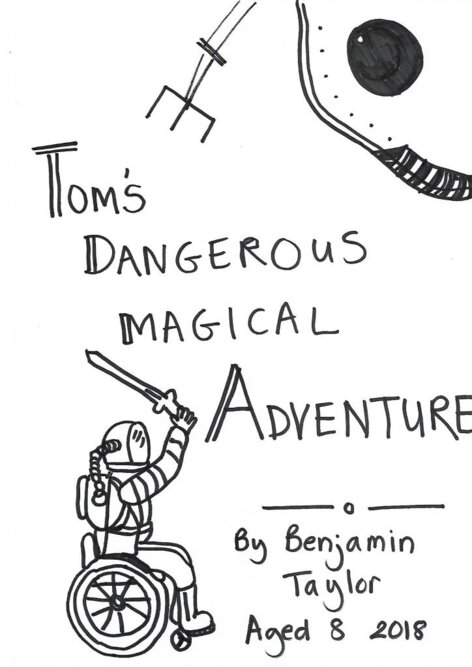 Tom's
DANGEROUS
MAGICAL
ADVENTURE
By Benjamin
Taylor
Aged 8 2018